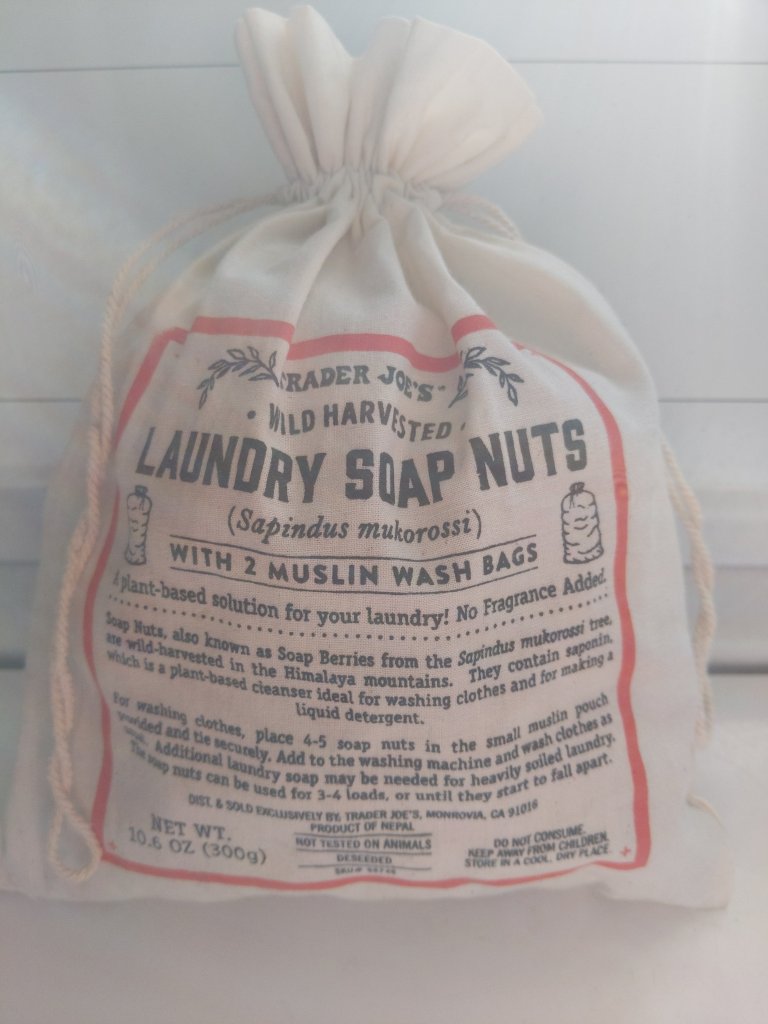 TRADER JOE'S
• WILD HARVESTED •
LAUNDRY SOAP NUTS
(Sapindus mukorossi)
WITH 2 MUSLIN WASH BAGS
A plant-based solution for your laundry! No Fragrance Added.
Soap Nuts, also known as Soap Berries from the Sapindus mukorossi tree,
are wild-harvested in the Himalaya mountains. They contain saponin,
which is a plant-based cleanser ideal for washing clothes and for making a
liquid detergent.
For washing clothes, place 4-5 soap nuts in the small muslin pouch
provided and tie securely. Add to the washing machine and wash clothes as
usual. Additional laundry soap may be needed for heavily soiled laundry.
The soap nuts can be used for 3-4 loads, or until they start to fall apart.
DIST. & SOLD EXCLUSIVELY BY: TRADER JOE'S, MONROVIA, CA 91016
PRODUCT OF NEPAL
NET WT.
10.6 OZ (300g)
NOT TESTED ON ANIMALS
DESEEDED
SKU#
DO NOT CONSUME.
KEEP AWAY FROM CHILDREN.
STORE IN A COOL, DRY PLACE.